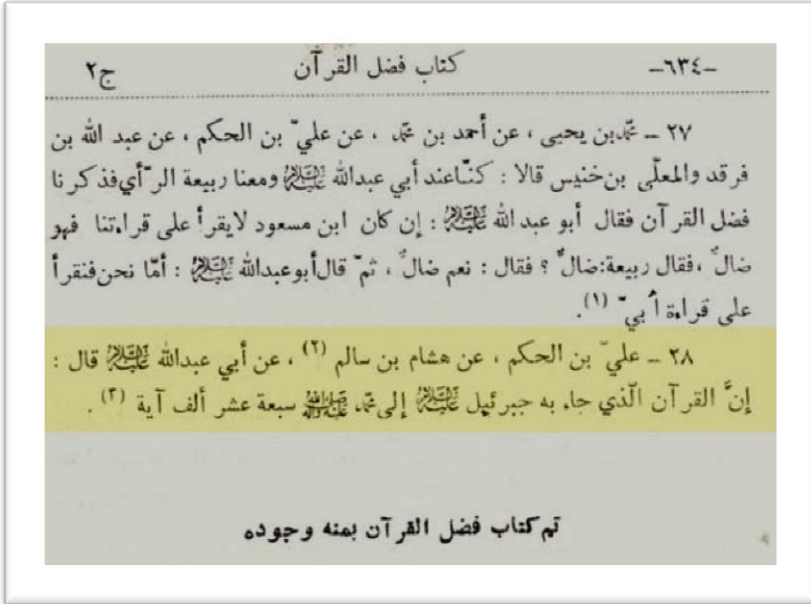 -٦٣٤- كتاب فضل القرآن ج٢
٢٧ ــ محمّد بن يحيى ، عن أحمد بن محمّد ، عن عليّ بن الحكم ، عن عبد الله بن
فرقد والمعلّى بن خنيس قالا : كنّا عند أبي عبدالله عليه السلام ومعنا ربيعة الرّأي فذكرنا
فضل القرآن فقال أبو عبد الله عليه السلام : إن كان ابن مسعود لايقرأ على قراءتنا فهو
ضالٌ ،فقال ربيعة:ضالٌّ ؟ فقال : نعم ضالٌ ، ثمّ قال أبوعبدالله عليه السلام : أمّا نحن فنقرأ
على قراءة أُبيّ (١).
٢٨ ــ عليّ بن الحكم ، عن هشام بن سالم (٢) ، عن أبي عبدالله عليه السلام قال :
إنَّ القرآن الّذي جاء به جبرئيل عليه السلام إلى محمّد صلى الله عليه وآله سبعة عشر ألف آية (٣) .
تم كتاب فضل القرآن بمنه وجوده